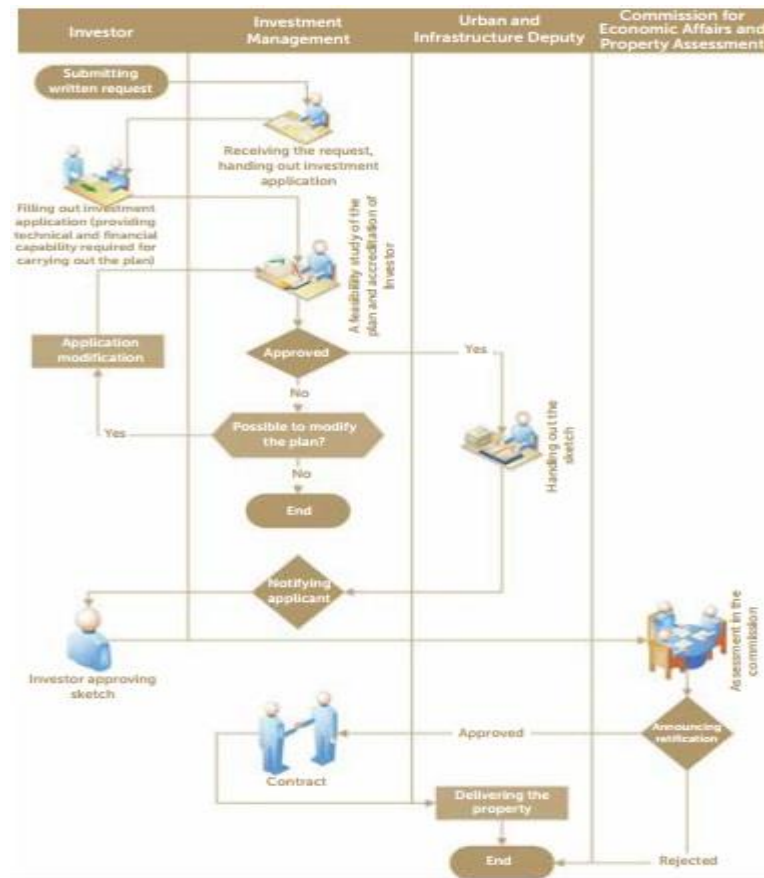 Investor
Investment
Management
Urban and
Infrastructure Deputy
Commission for
Economic Affairs and
Property Assessment
Submitting
written request
Receiving the request,
handing out investment
application
Filling out investment
application (providing
technical and financial
capability required for
carrying out the plan)
A feasibility study of the
plan and accreditation of
Investor
Application
modification
Approved
Yes
No
Possible to modify
the plan?
Yes
No
End
Handing out the
sketch
Notifying
applicant
Investor approving
sketch
Assessment in the
commission
Announcing
ratification
Approved
Contract
Delivering the
property
End
Rejected